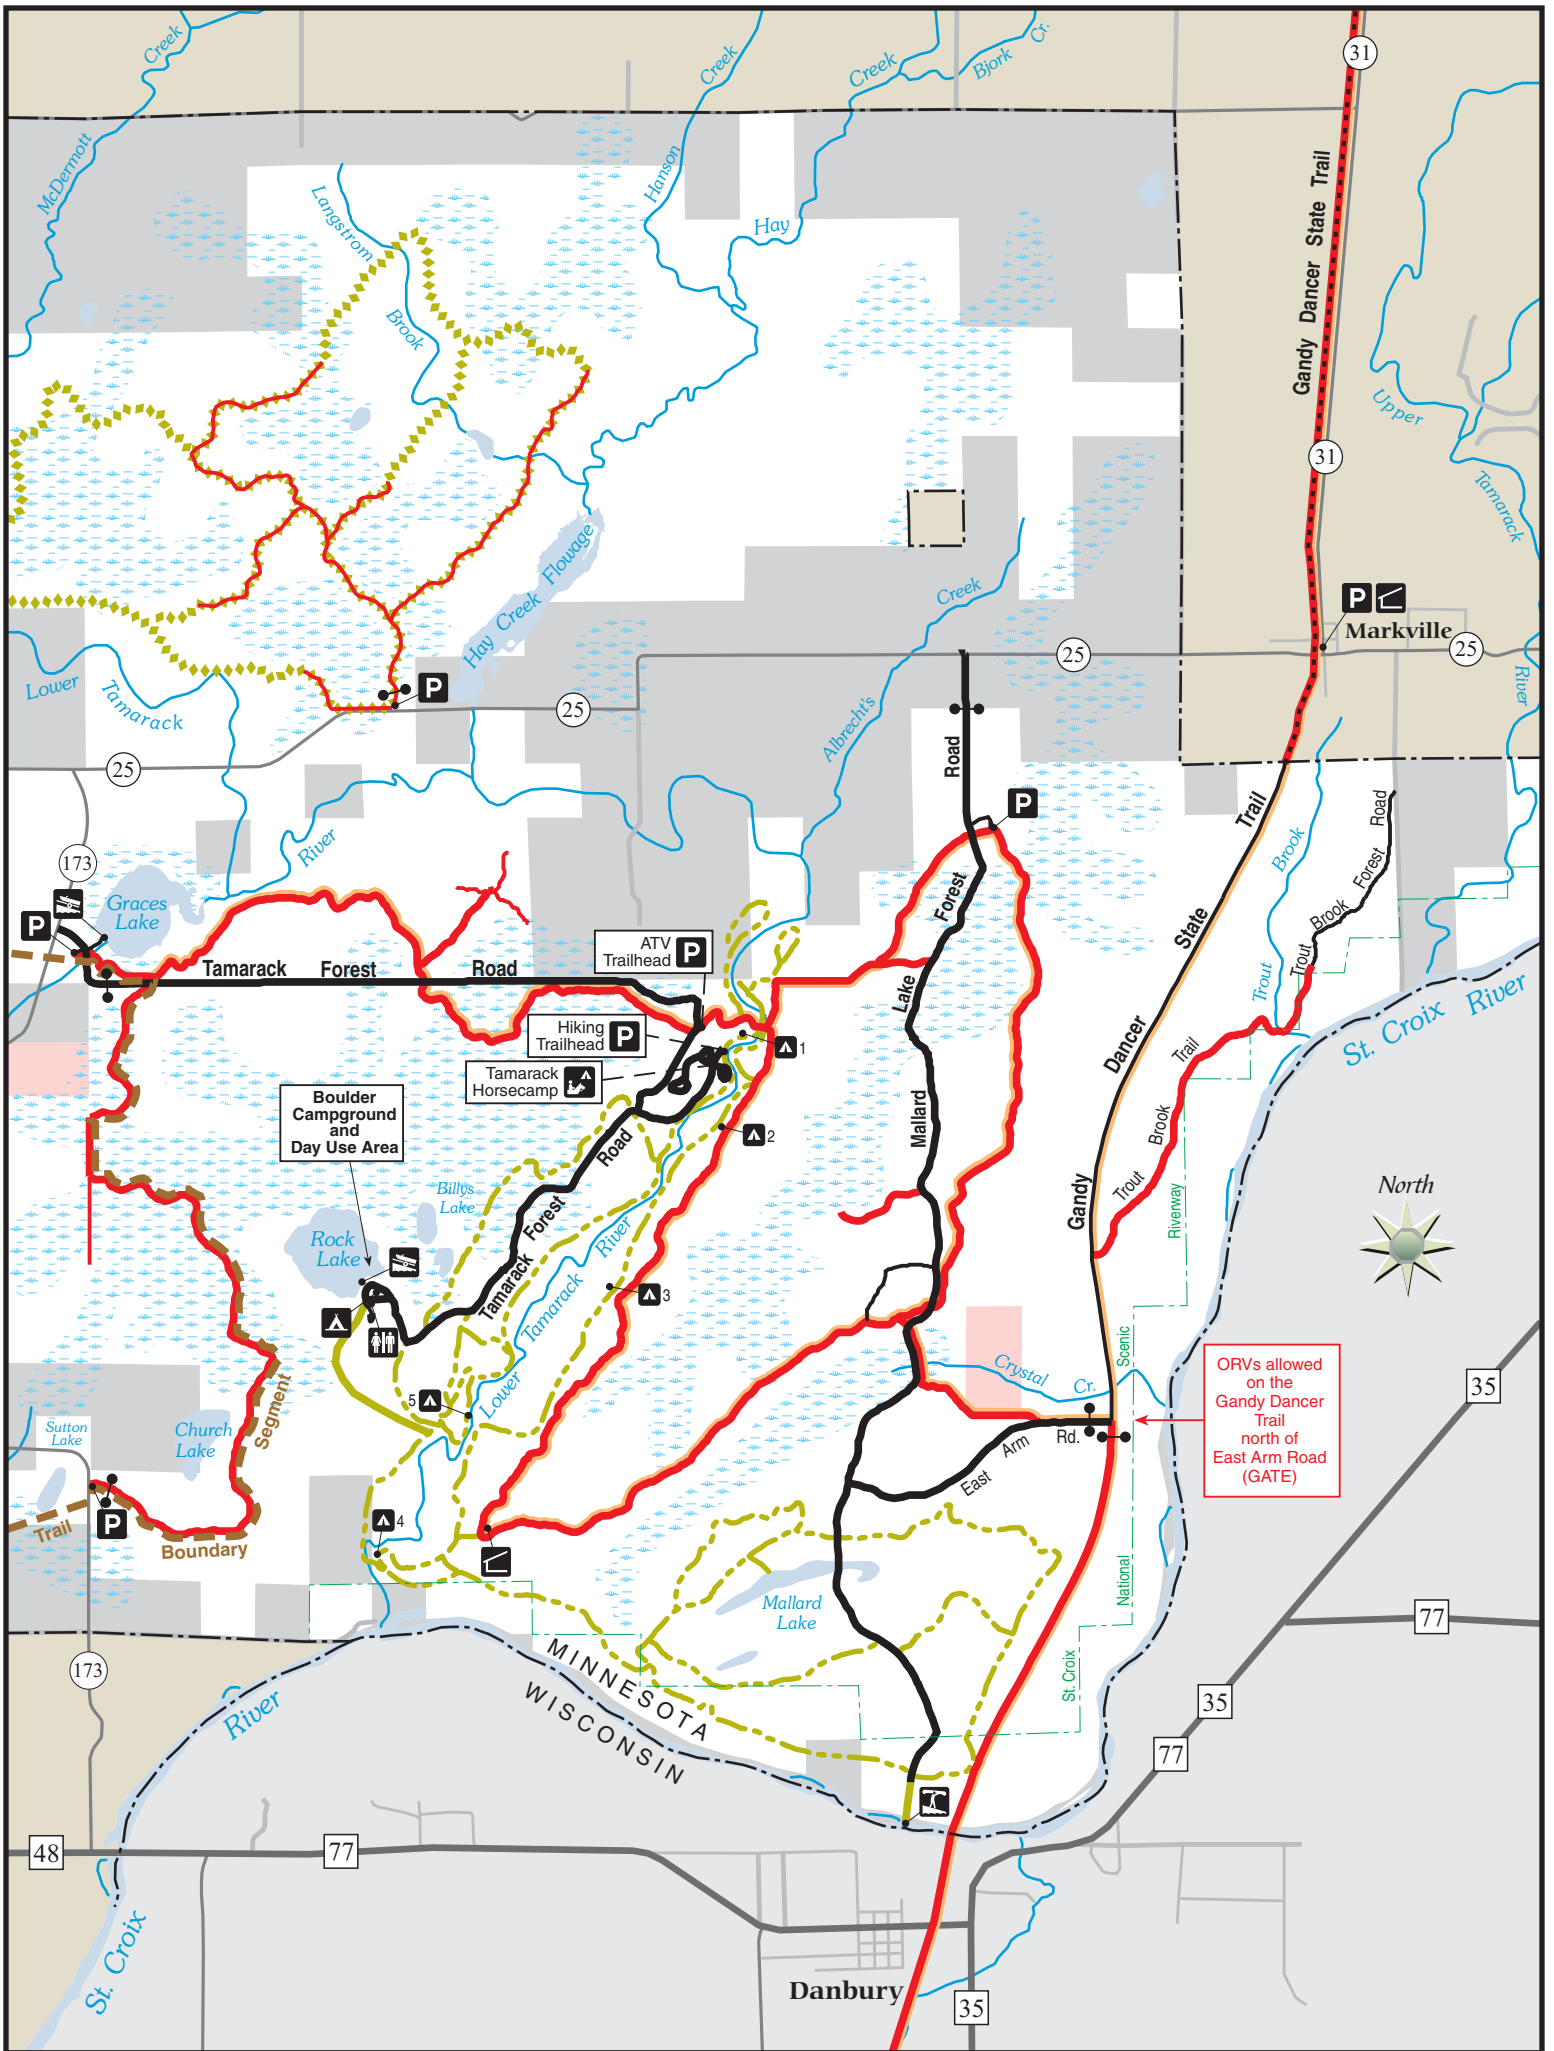 Creek
McDermott
Langstrom
Brook
Creek
Hanson
Hay
Creek
Bjork
Cr.
31
Gandy Dancer State Trail
31
Upper
Tamarack
River
P
Markville
25
25
Creek
Albrecht's
Hay Creek Flowage
P
25
Lower
Tamarack
25
River
173
P
Graces
Lake
Tamarack Forest Road
ATV
Trailhead P
Hiking
Trailhead P
Tamarack
Horsecamp
Boulder
Campground
and
Day Use Area
Road
P
Forest
Lake
Mallard
Gandy
Dancer
State
Trail
Brook
Trout
Trout
Brook
Forest
Road
Trout
Brook
Trail
St. Croix River
1
2
3
Billys
Lake
Rock
Lake
Tamarack
Forest
Road
Lower
Tamarack
River
North
Riverway
Scenic
National
St. Croix
Crystal
Cr.
East
Arm
Rd.
ORVs allowed
on the
Gandy Dancer
Trail
north of
East Arm Road
(GATE)
35
5
4
Sutton
Lake
Church
Lake
Segment
Boundary
Trail
P
Mallard
Lake
77
MINNESOTA
WISCONSIN
35
77
173
River
St. Croix
48
77
Danbury
35